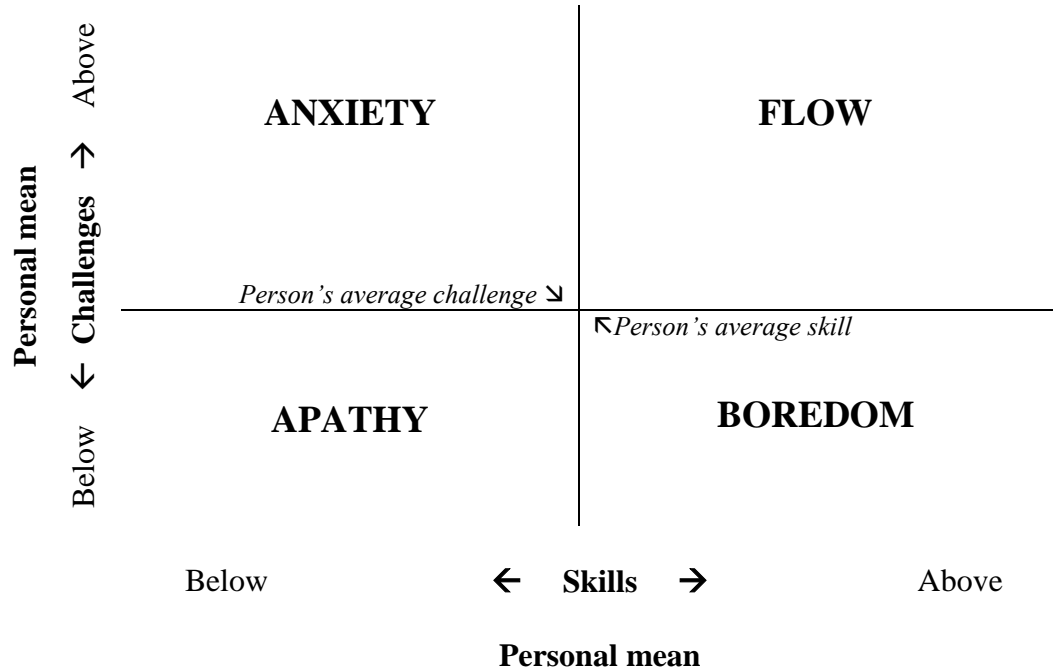 Personal mean
Below ← Challenges → Above
ANXIETY
FLOW
Person’s average challenge ↘
↖Person’s average skill
APATHY
BOREDOM
Below ← Skills → Above
Personal mean